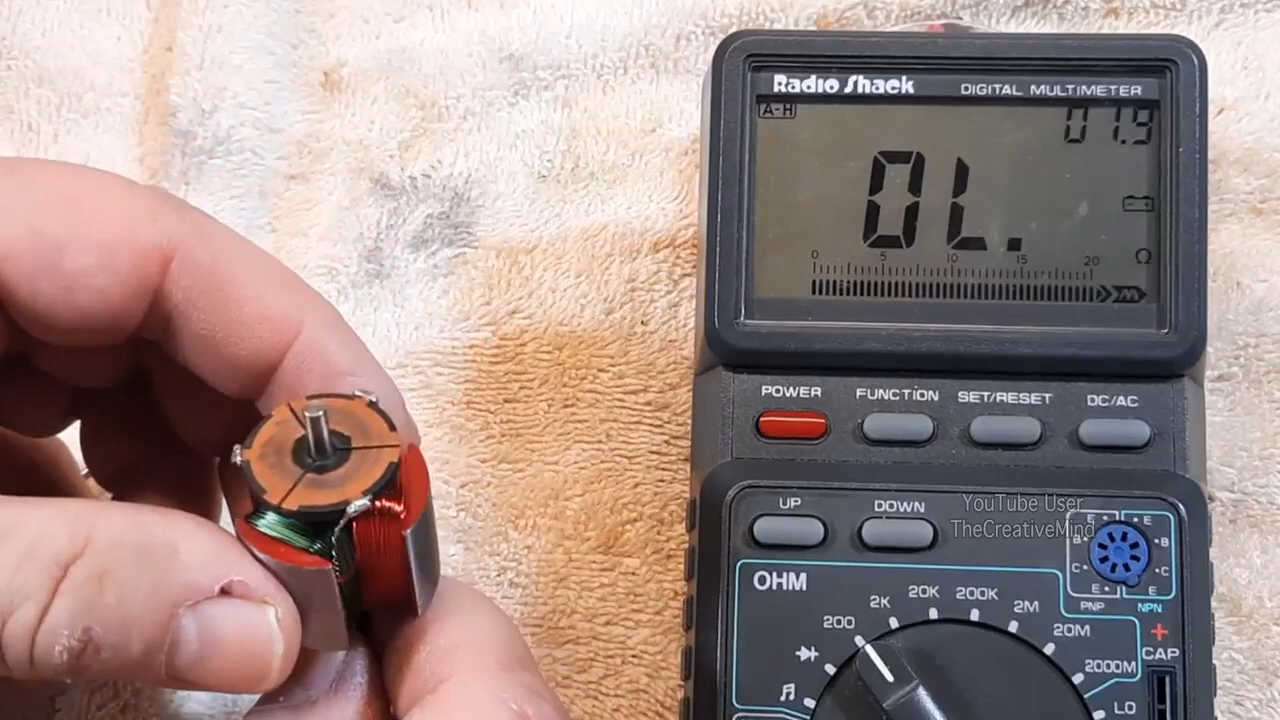 Radio Shack DIGITAL MULTIMETER
A-H
01.9
0L.
Ω
0 5 10 15 20
POWER FUNCTION SET/RESET DC/AC
UP DOWN
YouTube User
TheCreativeMind
OHM
200 2K 20K 200K 2M 20M 2000M
E E
B B
C C
E E
PNP NPN
+
CAP
LO